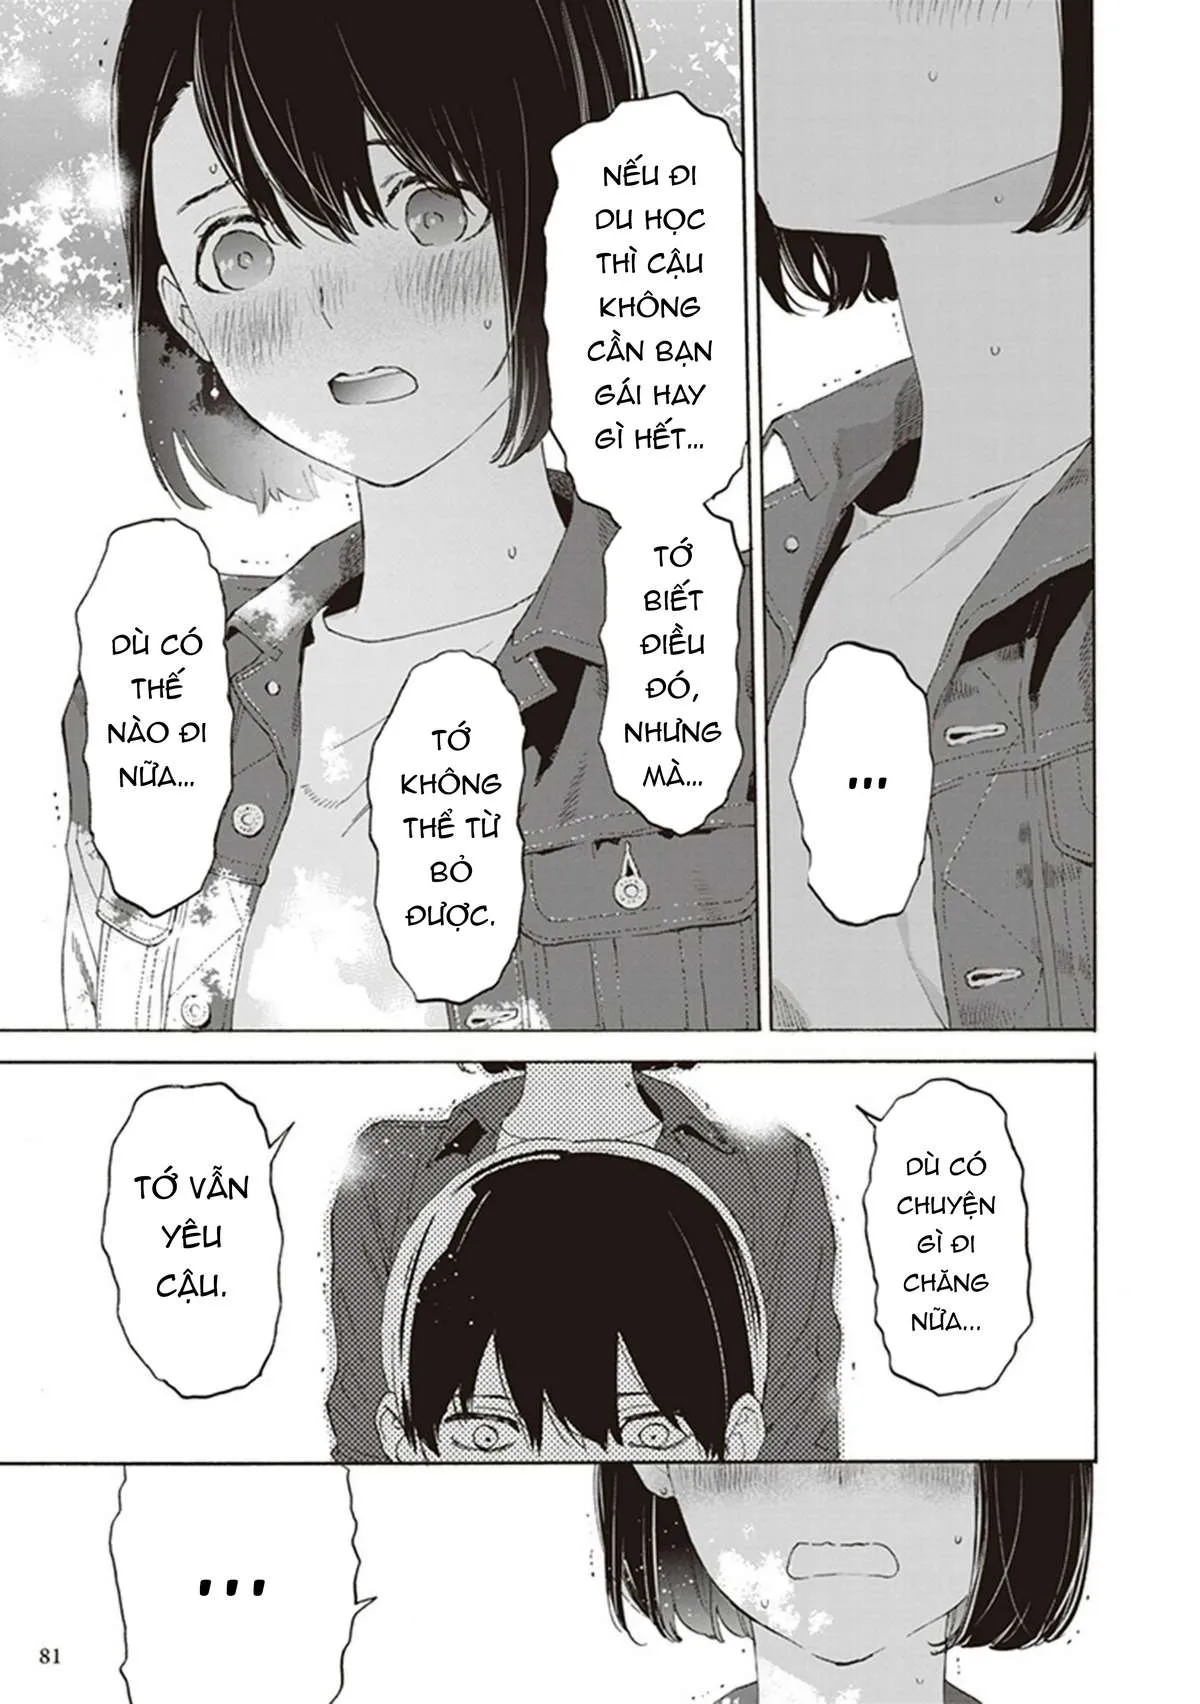 ...
NẾU ĐI
DU HỌC
THÌ CẬU
KHÔNG
CẦN BẠN
GÁI HAY
GÌ HẾT...
TỚ
BIẾT
ĐIỀU
ĐÓ,
NHƯNG
MÀ...
TỚ
KHÔNG
THỂ TỪ
BỎ
ĐƯỢC.
DÙ CÓ
THẾ
NÀO ĐI
NỮA...
DÙ CÓ
CHUYỆN
GÌ ĐI
CHĂNG
NỮA...
TỚ VẪN
YÊU
CẬU.
...
81